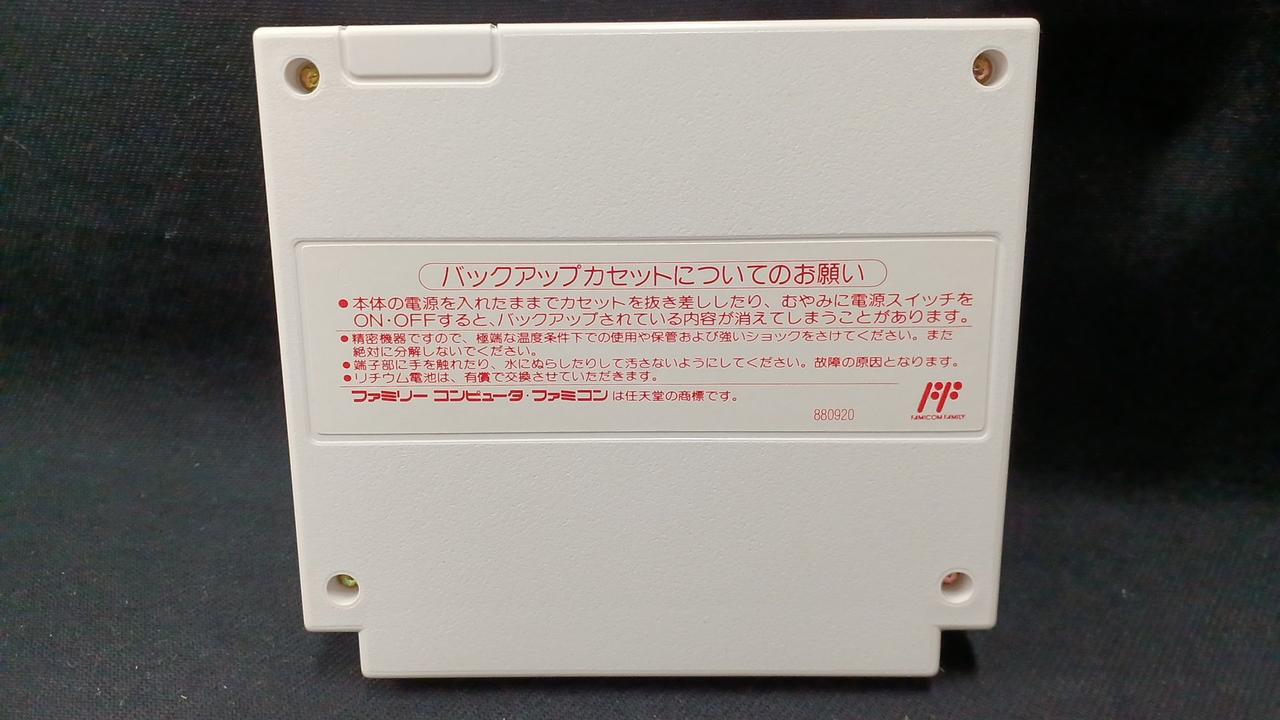 バックアップカセットについてのお願い
●本体の電源を入れたままでカセットを抜き差ししたり、むやみに電源スイッチを
ON・OFFすると、バックアップされている内容が消えてしまうことがあります。
●精密機器ですので、極端な温度条件下での使用や保管および強いショックをさけてください。また
絶対に分解しないでください。
●端子部に手を触れたり、水にぬらしたりして汚さないようにしてください。故障の原因となります。
●リチウム電池は、有償で交換させていただきます。
ファミリー コンピュータ・ファミコン は任天堂の商標です。
880920
FAMICOM FAMILY